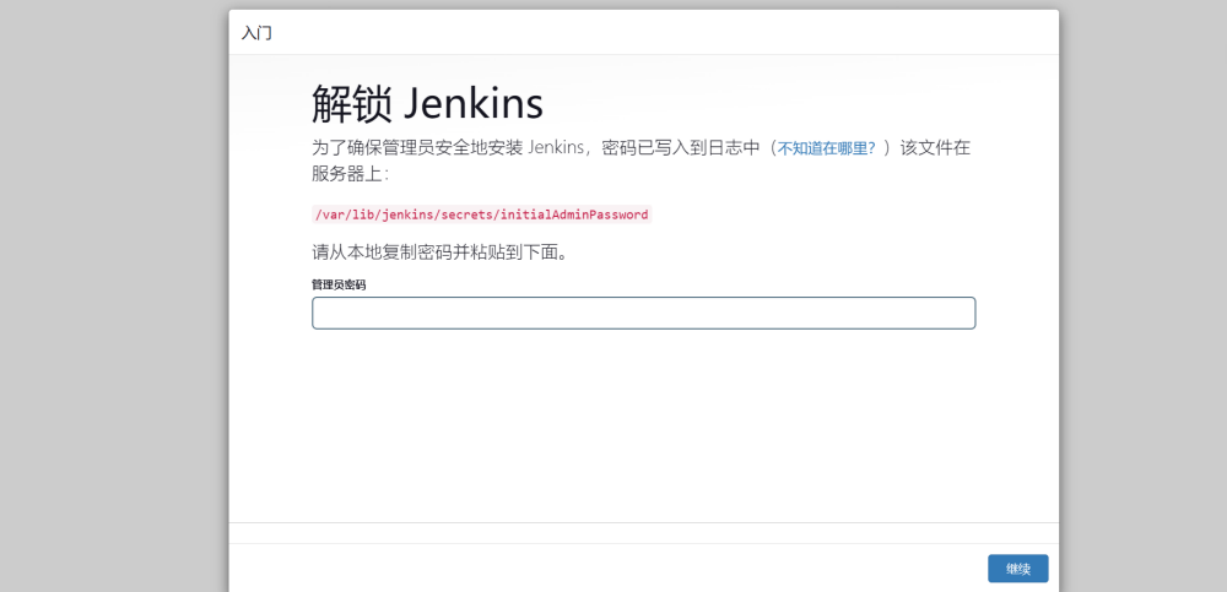 入门
解锁 Jenkins
为了确保管理员安全地安装 Jenkins，密码已写入到日志中（不知道在哪里？）该文件在
服务器上：
/var/lib/jenkins/secrets/initialAdminPassword
请从本地复制密码并粘贴到下面。
管理员密码
继续